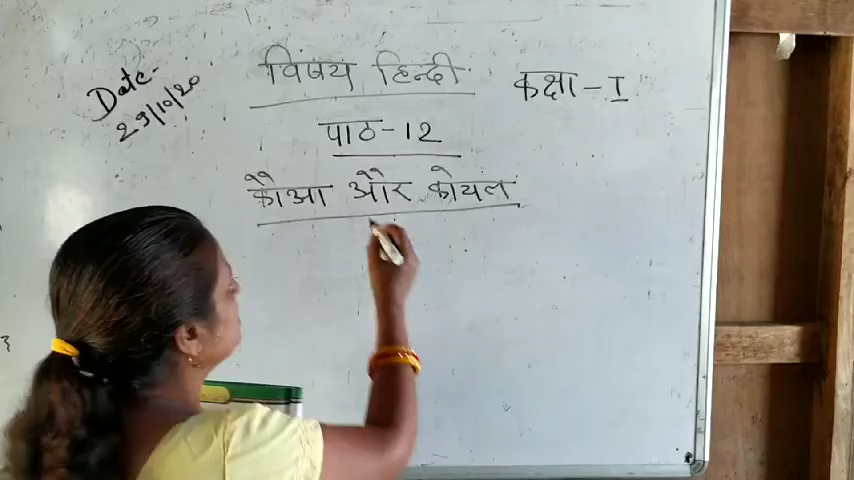 Date-
29/10/20
विषय हिन्दी
कक्षा - I
पाठ-12
कौआ और कोयल